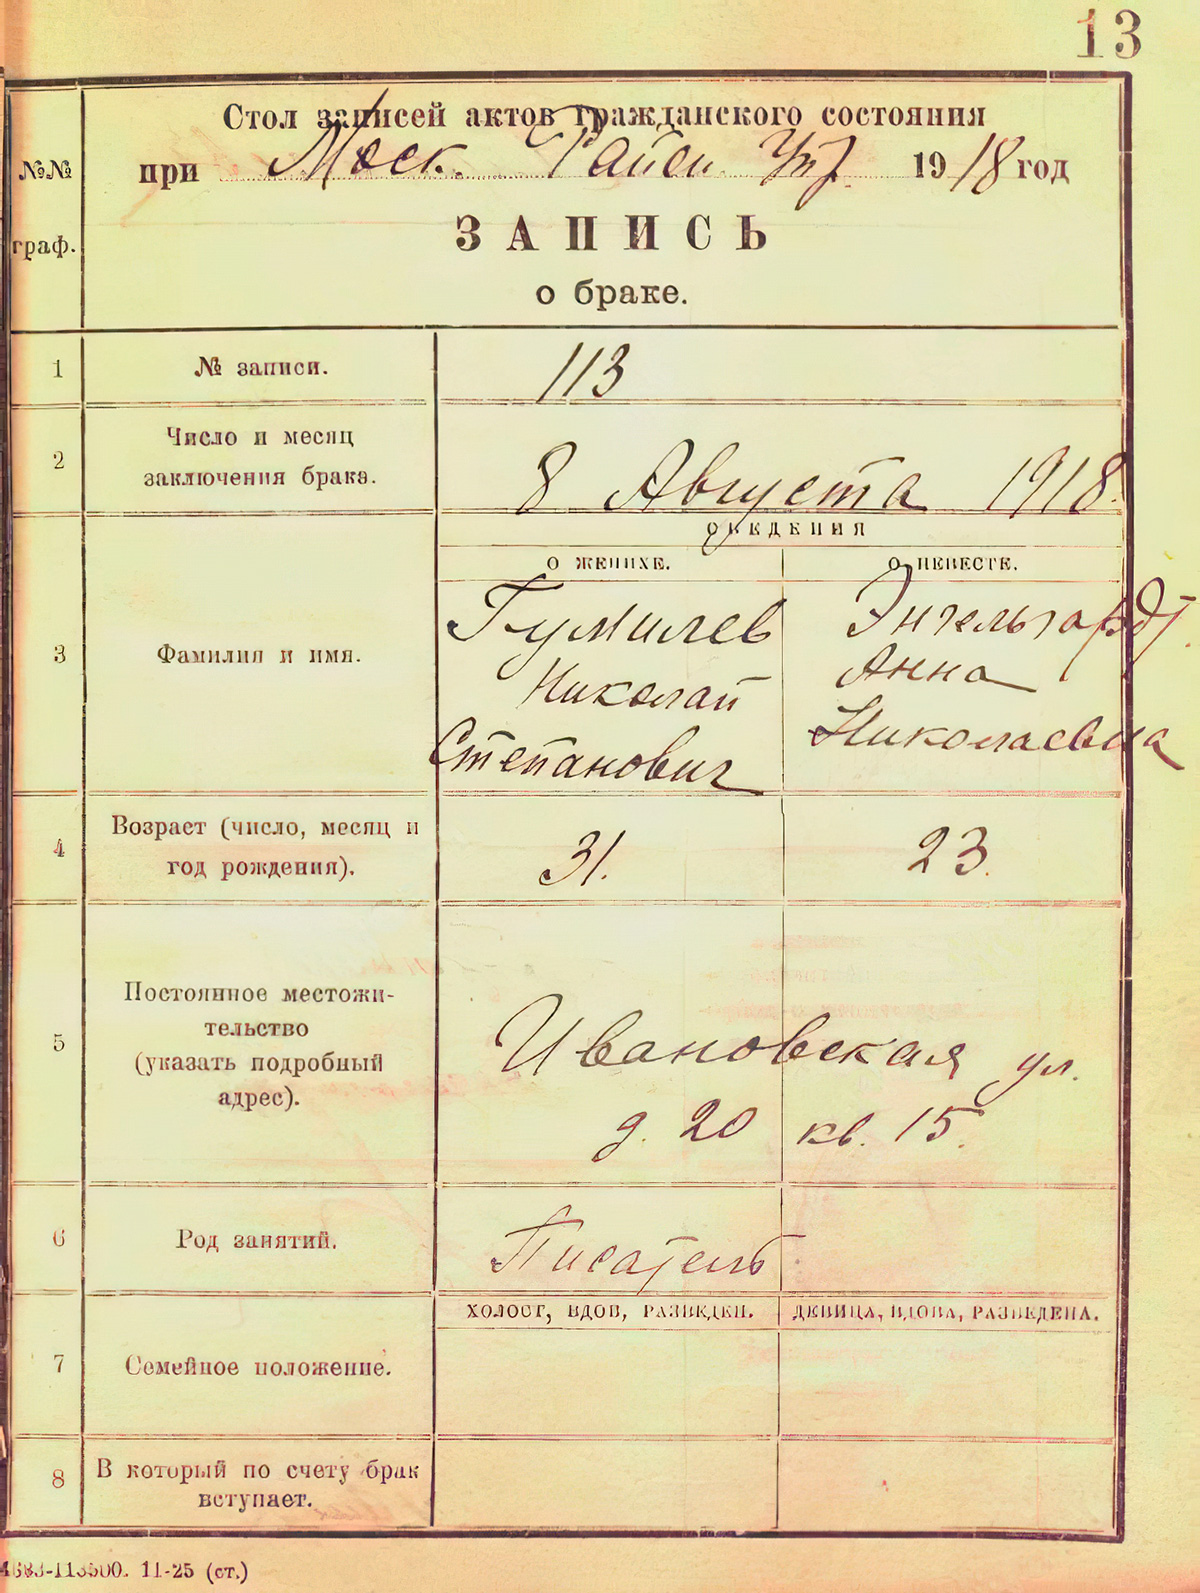 13
Стол записей актов гражданского состояния
при Моск. Район. 1918 год
№№ граф.
ЗАПИСЬ
о браке.
1 № записи. 113
2 Число и месяц
заключения брака. 8 Августа 1918.
СВЕДЕНИЯ
О ЖЕНИХЕ. О НЕВЕСТЕ.
3 Фамилия и имя.
Гумилев Энгельгардт
Николай Анна
Степанович Николаевна
4 Возраст (число, месяц и
год рождения). 31. 23.
5 Постоянное местожи-
тельство
(указать подробный
адрес).
Ивановская ул.
д. 20 кв. 15.
6 Род занятий. Писатель
ХОЛОСТ, ВДОВ, РАЗВЕДЕН. ДЕВИЦА, ВДОВА, РАЗВЕДЕНА.
7 Семейное положение.
8 В который по счету брак
вступает.
11-25 (ст.)